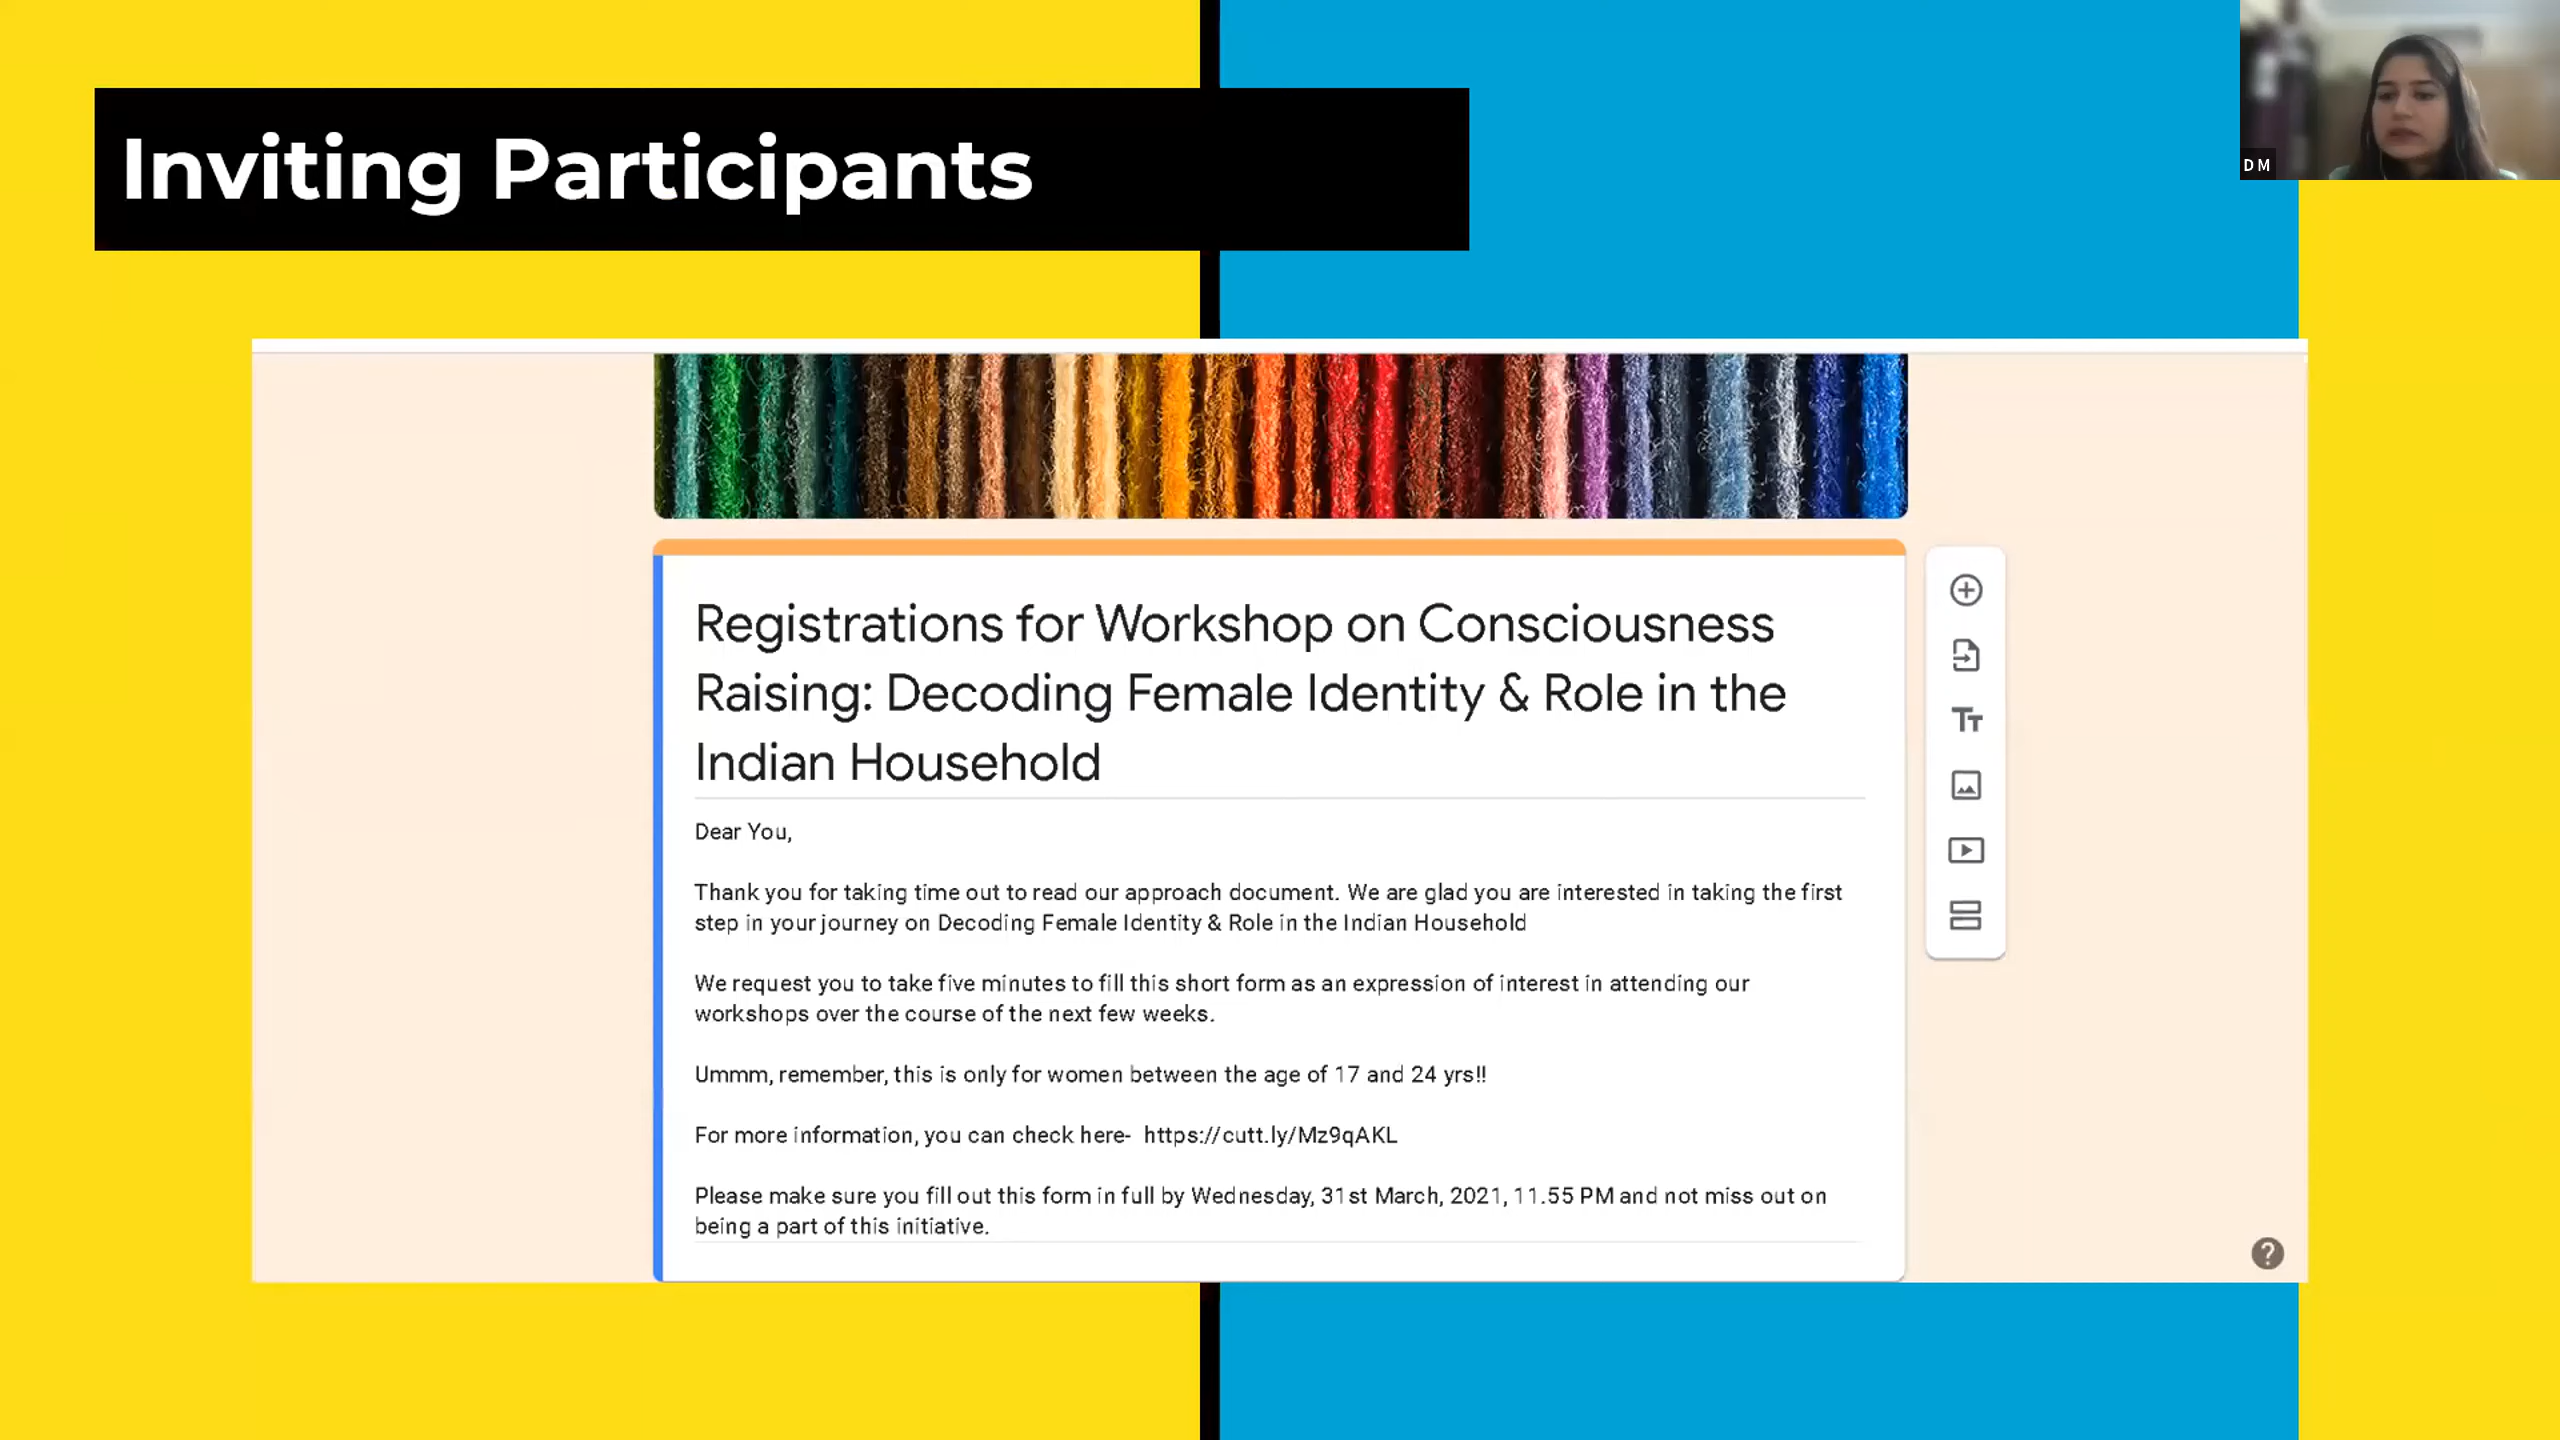 Inviting Participants
D M
Registrations for Workshop on Consciousness
Raising: Decoding Female Identity & Role in the
Indian Household
Dear You,
Thank you for taking time out to read our approach document. We are glad you are interested in taking the first
step in your journey on Decoding Female Identity & Role in the Indian Household
We request you to take five minutes to fill this short form as an expression of interest in attending our
workshops over the course of the next few weeks.
Ummm, remember, this is only for women between the age of 17 and 24 yrs!!
For more information, you can check here- https://cutt.ly/Mz9qAKL
Please make sure you fill out this form in full by Wednesday, 31st March, 2021, 11.55 PM and not miss out on
being a part of this initiative.